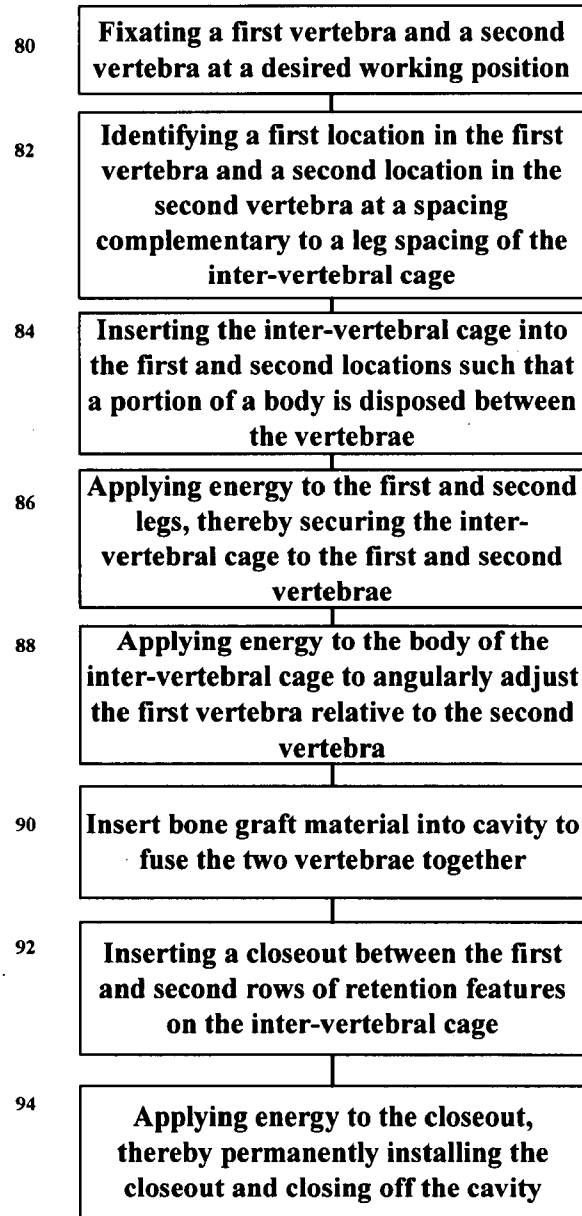 80
Fixating a first vertebra and a second
vertebra at a desired working position
82
Identifying a first location in the first
vertebra and a second location in the
second vertebra at a spacing
complementary to a leg spacing of the
inter-vertebral cage
84
Inserting the inter-vertebral cage into
the first and second locations such that
a portion of a body is disposed between
the vertebrae
86
Applying energy to the first and second
legs, thereby securing the inter-
vertebral cage to the first and second
vertebrae
88
Applying energy to the body of the
inter-vertebral cage to angularly adjust
the first vertebra relative to the second
vertebra
90
Insert bone graft material into cavity to
fuse the two vertebrae together
92
Inserting a closeout between the first
and second rows of retention features
on the inter-vertebral cage
94
Applying energy to the closeout,
thereby permanently installing the
closeout and closing off the cavity